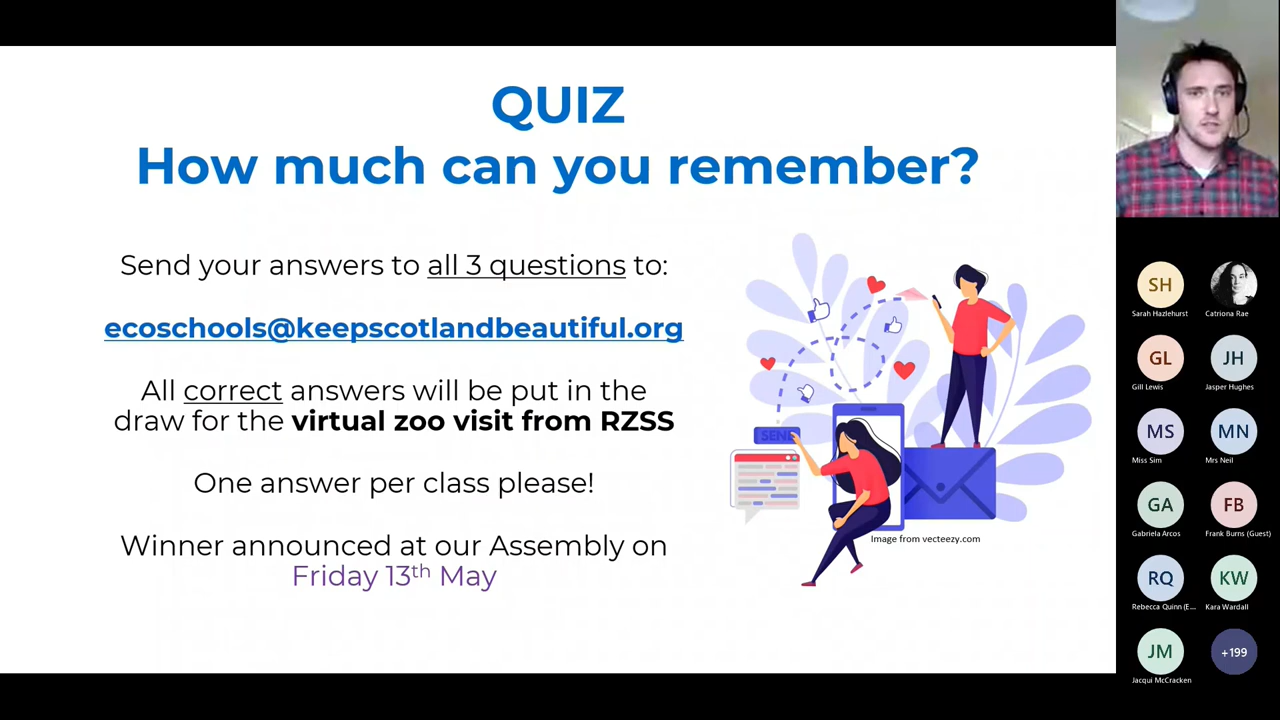 QUIZ
How much can you remember?
Send your answers to all 3 questions to:
ecoschools@keepscotlandbeautiful.org
All correct answers will be put in the
draw for the virtual zoo visit from RZSS
One answer per class please!
Winner announced at our Assembly on
Friday 13th May
SEND
Image from vecteezy.com
SH
Sarah Hazlehurst
Catriona Rae
GL
Gill Lewis
JH
Jasper Hughes
MS
Miss Sim
MN
Mrs Neil
GA
Gabriela Arcos
FB
Frank Burns (Guest)
RQ
Rebecca Quinn (E...
KW
Kara Wardall
JM
Jacqui McCracken
+199